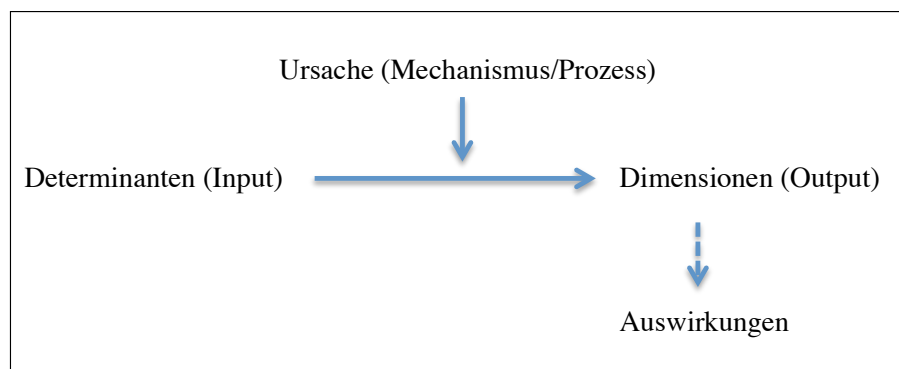 Ursache (Mechanismus/Prozess)
Determinanten (Input)
Dimensionen (Output)
Auswirkungen